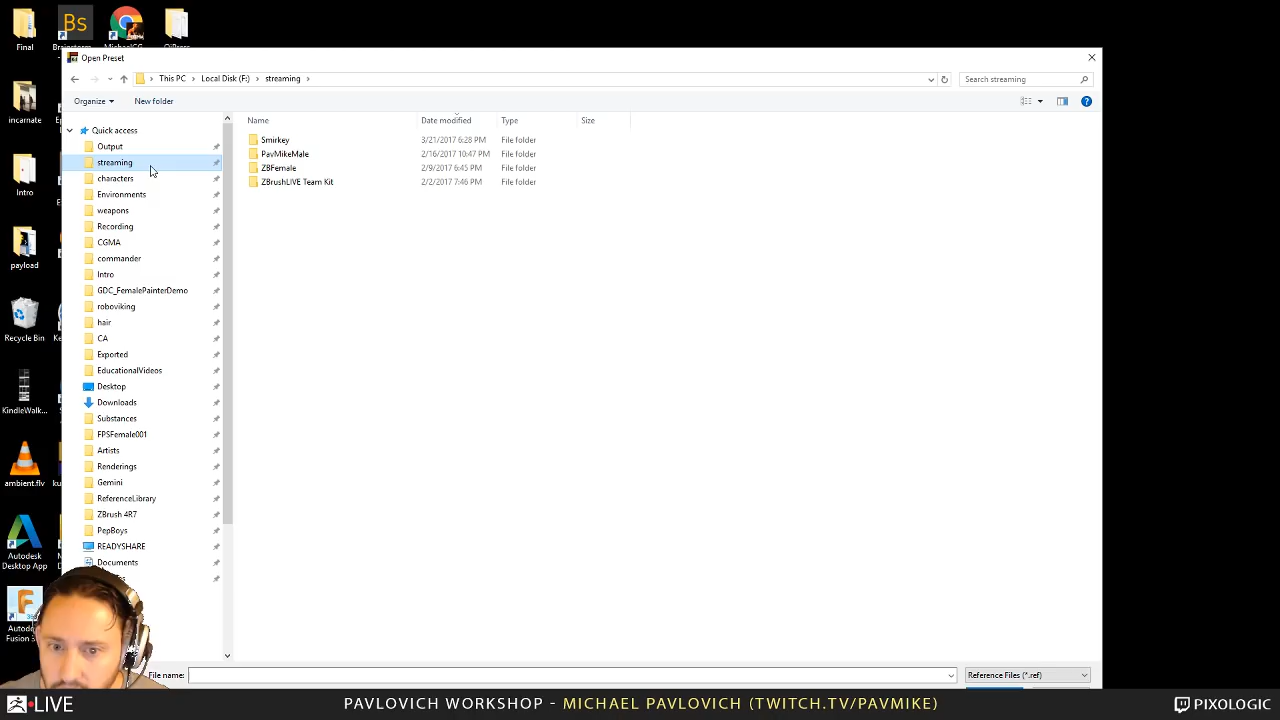 Bs
Final
Open Preset
This PC
Local Disk (F:)
streaming
Search streaming
Organize
New folder
Name
Date modified
Type
Size
incarnate
Quick access
Output
streaming
characters
Environments
weapons
Recording
CGMA
commander
Intro
GDC_FemalePainterDemo
roboviking
hair
CA
Exported
EducationalVideos
Desktop
Downloads
Substances
FPSFemale001
Artists
Renderings
Gemini
ReferenceLibrary
ZBrush 4R7
PepBoys
READYSHARE
Documents
Smirkey 3/21/2017 6:28 PM File folder
PavMikeMale 2/16/2017 10:47 PM File folder
ZBFemale 2/9/2017 6:45 PM File folder
ZBrushLIVE Team Kit 2/2/2017 7:46 PM File folder
Intro
payload
Recycle Bin
KindleWalk...
ambient.flv
Autodesk
Desktop App
Fusion
File name:
Reference Files (*.ref)
LIVE
PAVLOVICH WORKSHOP - MICHAEL PAVLOVICH (TWITCH.TV/PAVMIKE)
PIXOLOGIC